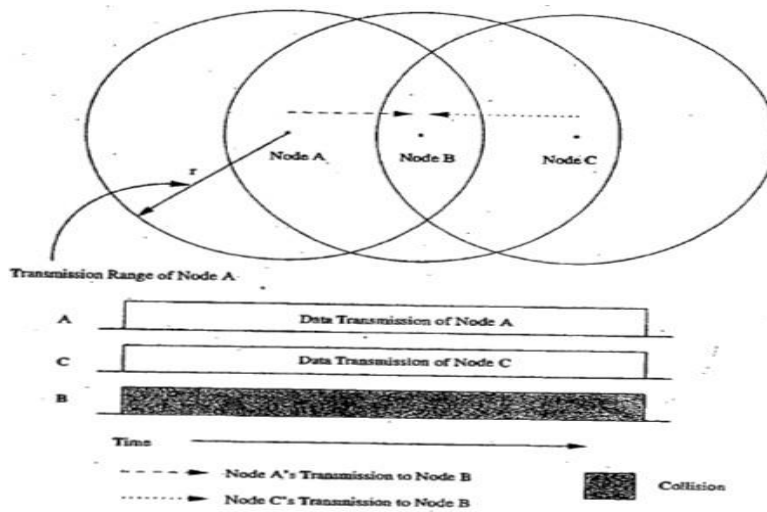 Node A
Node B
Node C
r
Transmission Range of Node A
A
Data Transmission of Node A
C
Data Transmission of Node C
B
Time
Node A's Transmission to Node B
Collision
Node C's Transmission to Node B